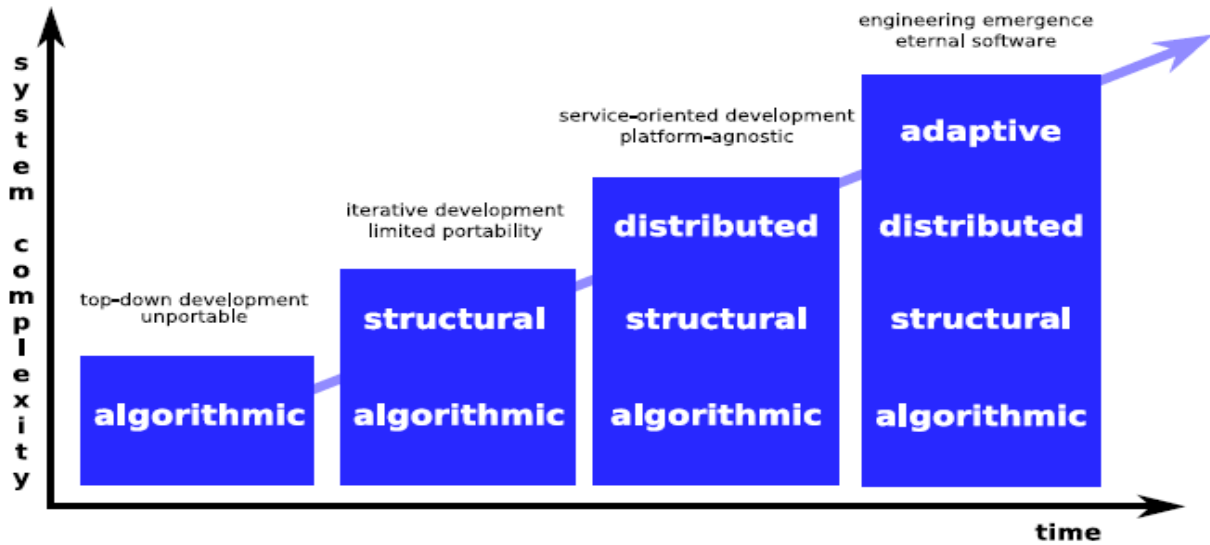 system complexity
engineering emergence
eternal software
service-oriented development
platform-agnostic
iterative development
limited portability
top-down development
unportable
adaptive
distributed
distributed
structural
structural
structural
algorithmic
algorithmic
algorithmic
algorithmic
time